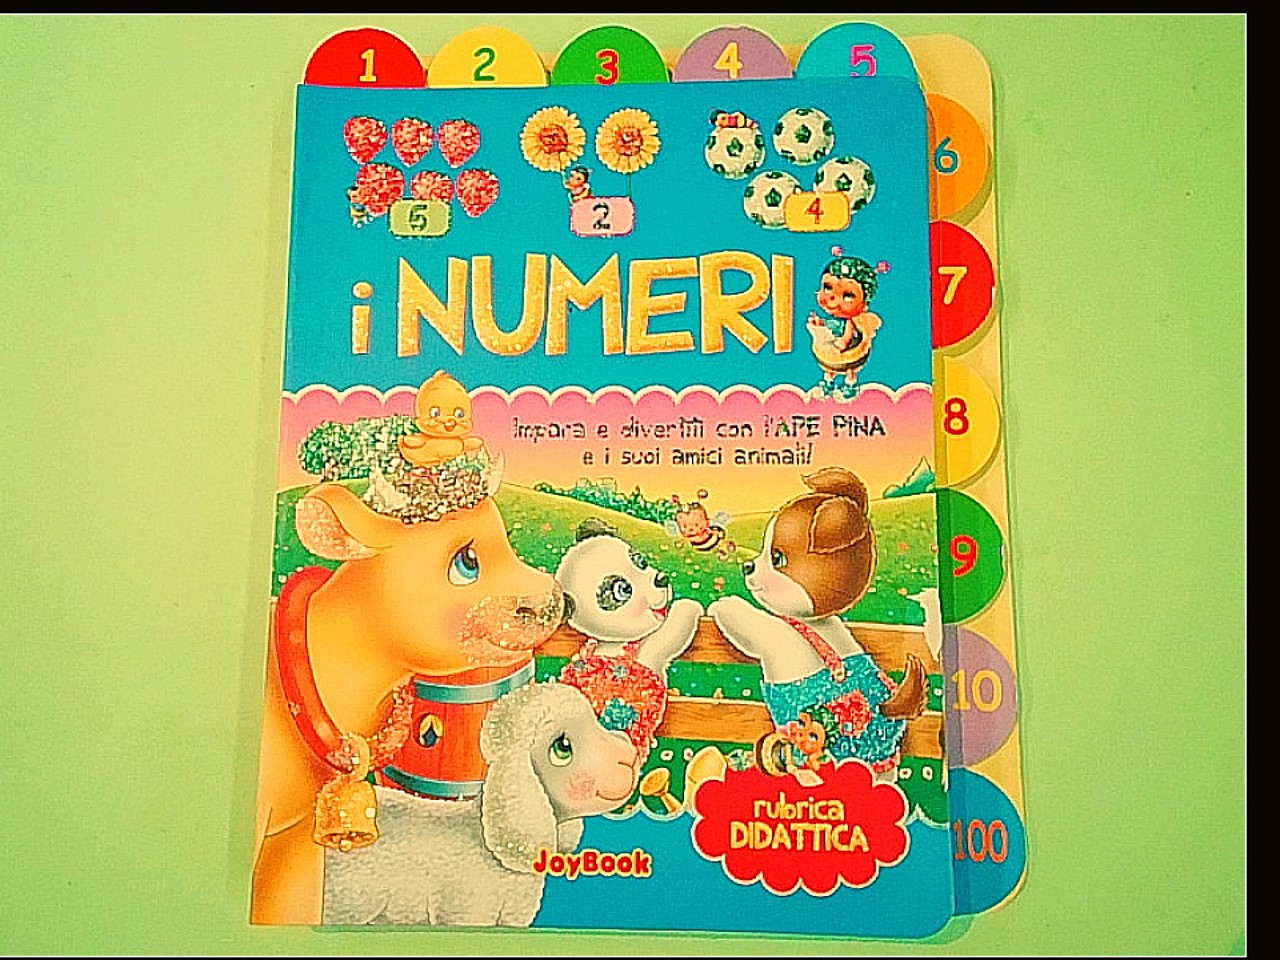 1 2 3 4 5
6
7
8
9
10
100
2 4
i NUMERI
Impara e divertiti con l'APE PINA
e i suoi amici animali!
rubrica
DIDATTICA
JoyBook